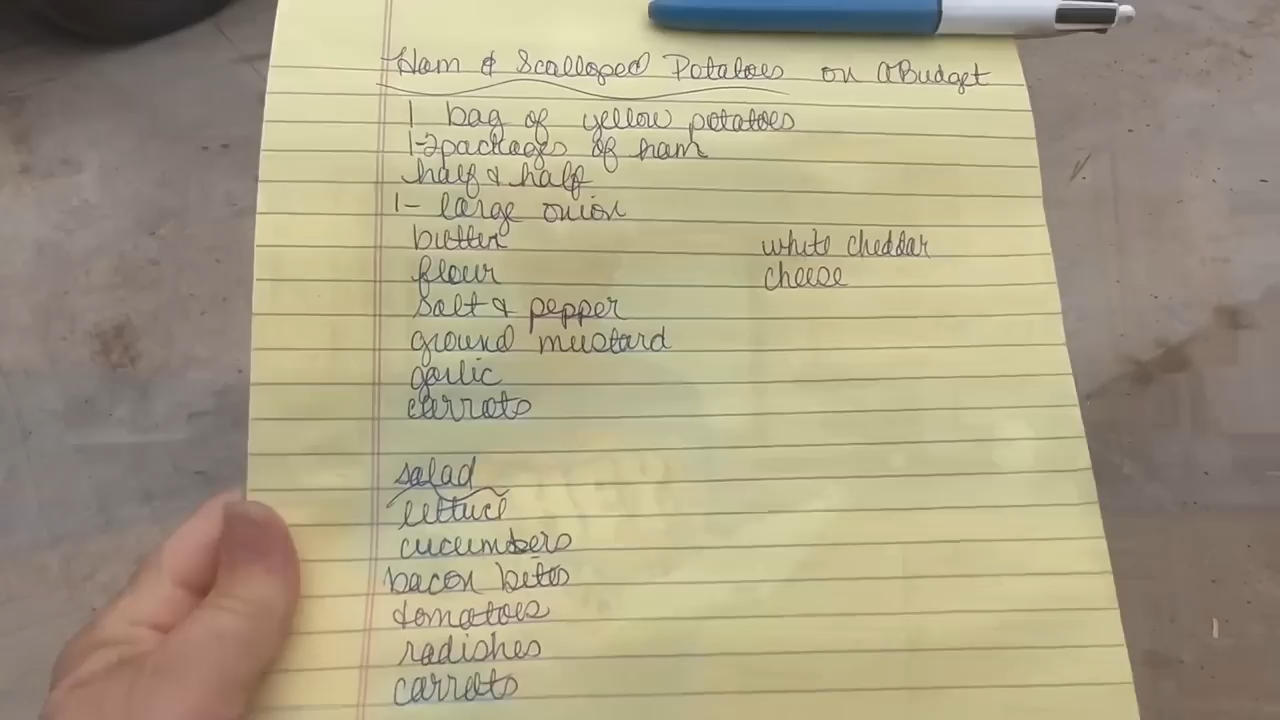 Ham & Scalloped Potatoes on a Budget
1 bag of yellow potatoes
1-2 packages of ham
half & half
1- large onion
butter
flour
salt & pepper
ground mustard
garlic
carrots
white cheddar
cheese
salad
lettuce
cucumbers
bacon bites
tomatoes
radishes
carrots